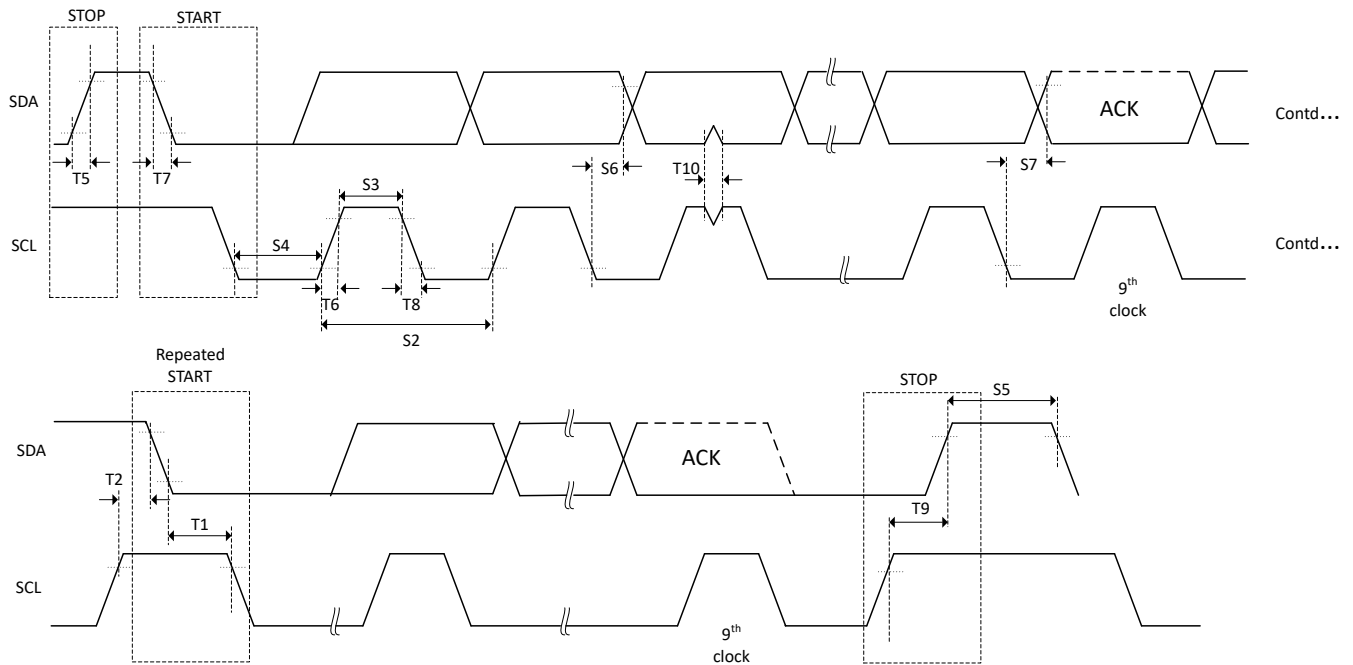 STOP
START
SDA
ACK
Contd...
T5
T7
S6
T10
S7
S3
SCL
S4
Contd...
T6
T8
S2
9th
clock
Repeated
START
STOP
S5
SDA
ACK
T2
T9
T1
SCL
9th
clock